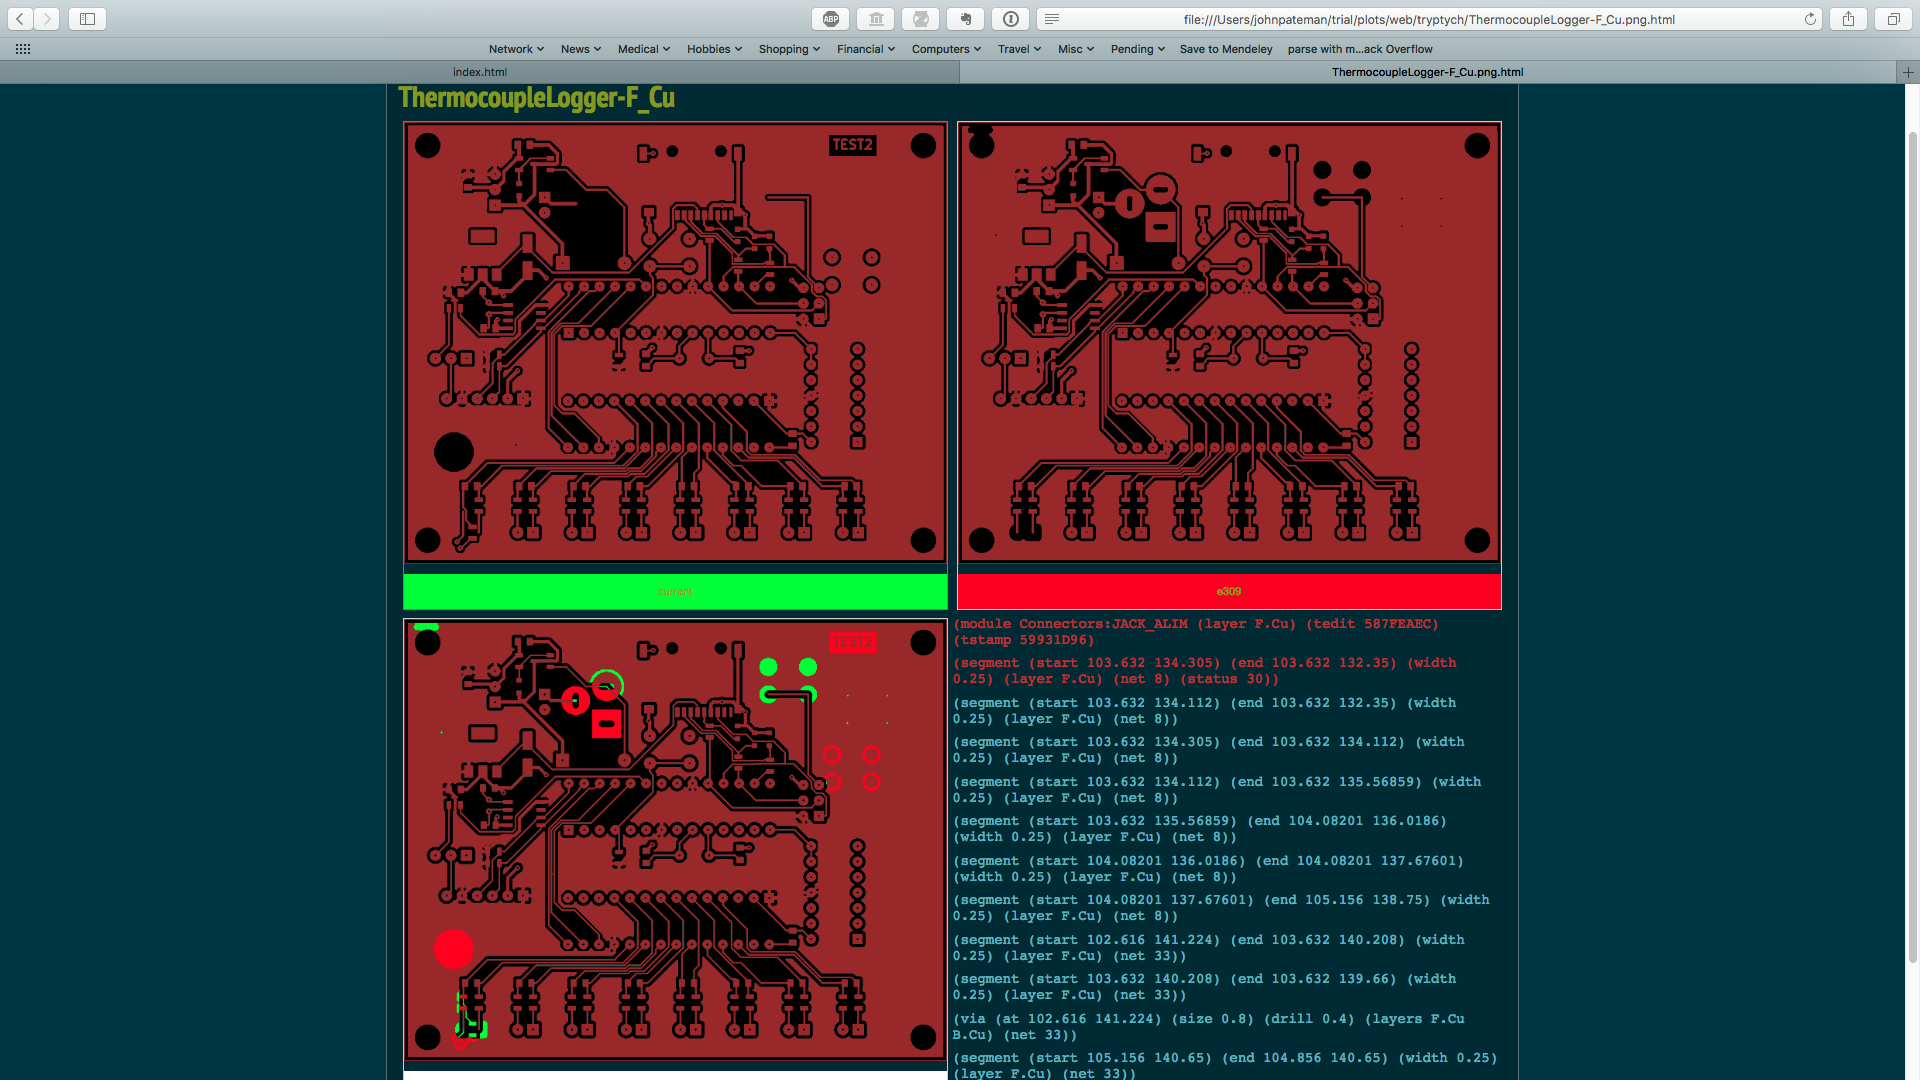 ABP
file:///Users/johnpateman/trial/plots/web/tryptych/ThermocoupleLogger-F_Cu.png.html
Network News Medical Hobbies Shopping Financial Computers Travel Misc Pending Save to Mendeley parse with m...ack Overflow
index.html
ThermocoupleLogger-F_Cu.png.html
ThermocoupleLogger-F_Cu
TEST2
current
e309
TEST2
(module Connectors:JACK_ALIM (layer F.Cu) (tedit 587FEAEC)
(tstamp 59931D96)
(segment (start 103.632 134.305) (end 103.632 132.35) (width
0.25) (layer F.Cu) (net 8) (status 30))
(segment (start 103.632 134.112) (end 103.632 132.35) (width
0.25) (layer F.Cu) (net 8))
(segment (start 103.632 134.305) (end 103.632 134.112) (width
0.25) (layer F.Cu) (net 8))
(segment (start 103.632 134.112) (end 103.632 135.56859) (width
0.25) (layer F.Cu) (net 8))
(segment (start 103.632 135.56859) (end 104.08201 136.0186)
(width 0.25) (layer F.Cu) (net 8))
(segment (start 104.08201 136.0186) (end 104.08201 137.67601)
(width 0.25) (layer F.Cu) (net 8))
(segment (start 104.08201 137.67601) (end 105.156 138.75) (width
0.25) (layer F.Cu) (net 8))
(segment (start 102.616 141.224) (end 103.632 140.208) (width
0.25) (layer F.Cu) (net 33))
(segment (start 103.632 140.208) (end 103.632 139.66) (width
0.25) (layer F.Cu) (net 33))
(via (at 102.616 141.224) (size 0.8) (drill 0.4) (layers F.Cu
B.Cu) (net 33))
(segment (start 105.156 140.65) (end 104.856 140.65) (width 0.25)
(layer F.Cu) (net 33))